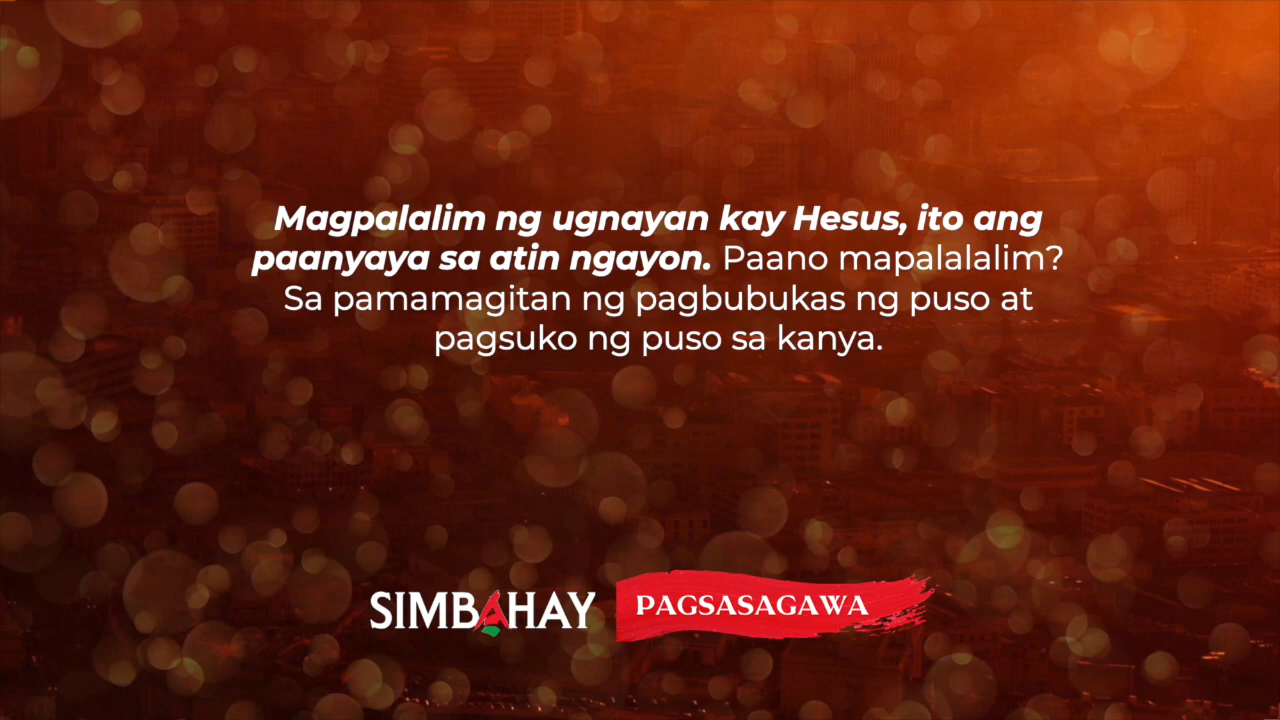 Magpalalim ng ugnayan kay Hesus, ito ang
paanyaya sa atin ngayon. Paano mapalalalim?
Sa pamamagitan ng pagbubukas ng puso at
pagsuko ng puso sa kanya.
SIMBAHAY PAGSASAGAWA